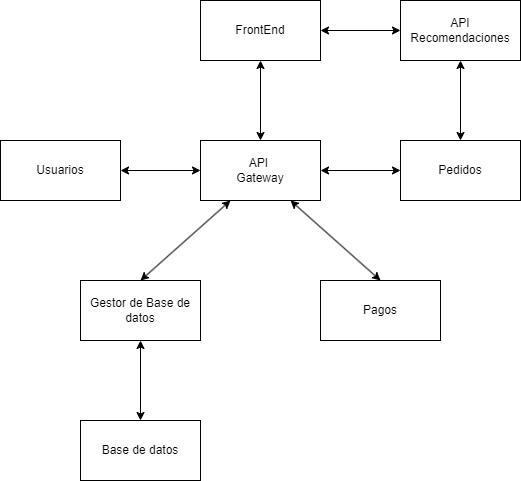 FrontEnd
API
Recomendaciones
Usuarios
API
Gateway
Pedidos
Gestor de Base de
datos
Pagos
Base de datos